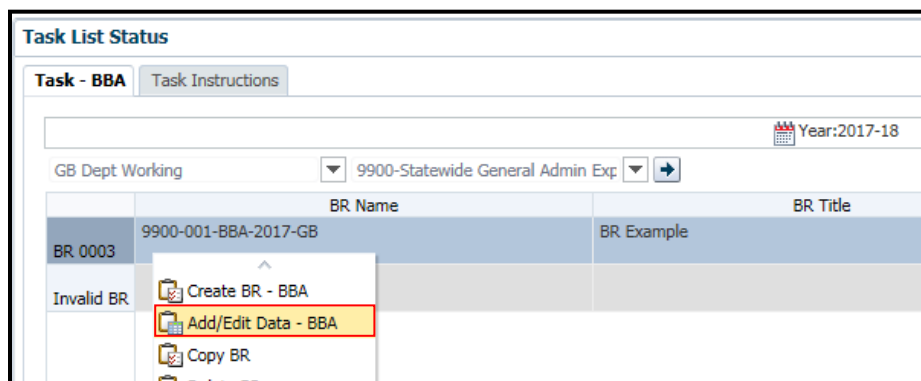 Task List Status
Task - BBA Task Instructions
Year:2017-18
GB Dept Working 9900-Statewide General Admin Exp
BR Name BR Title
BR 0003 9900-001-BBA-2017-GB BR Example
Invalid BR
Create BR - BBA
Add/Edit Data - BBA
Copy BR